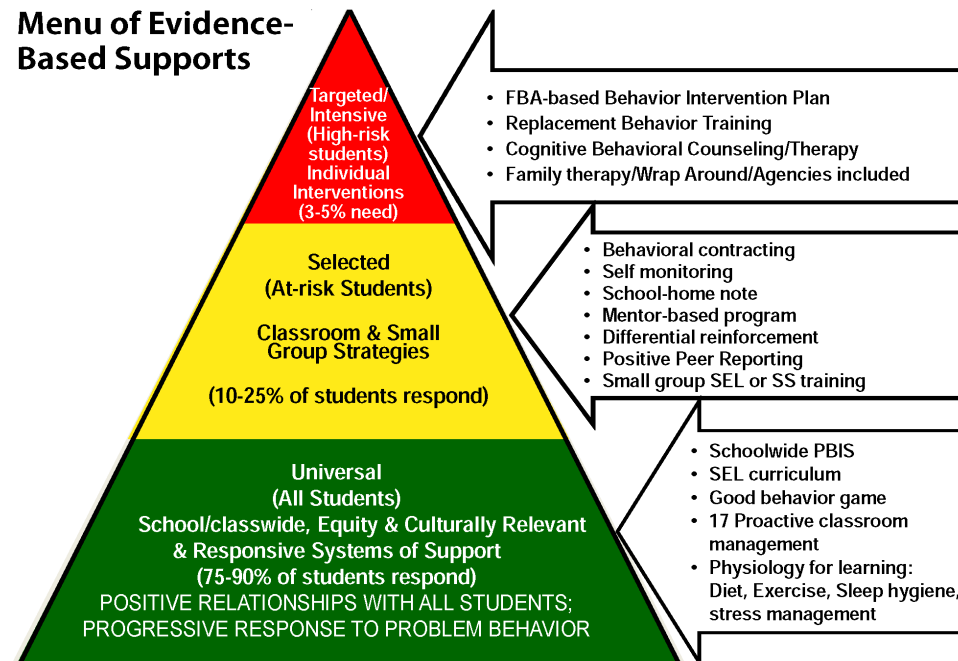 Menu of Evidence-
Based Supports
Targeted/
Intensive
(High-risk
students)
Individual
Interventions
(3-5% need)
• FBA-based Behavior Intervention Plan
• Replacement Behavior Training
• Cognitive Behavioral Counseling/Therapy
• Family therapy/Wrap Around/Agencies included
Selected
(At-risk Students)
Classroom & Small
Group Strategies
(10-25% of students respond)
• Behavioral contracting
• Self monitoring
• School-home note
• Mentor-based program
• Differential reinforcement
• Positive Peer Reporting
• Small group SEL or SS training
Universal
(All Students)
School/classwide, Equity & Culturally Relevant
& Responsive Systems of Support
(75-90% of students respond)
POSITIVE RELATIONSHIPS WITH ALL STUDENTS;
PROGRESSIVE RESPONSE TO PROBLEM BEHAVIOR
• Schoolwide PBIS
• SEL curriculum
• Good behavior game
• 17 Proactive classroom
management
• Physiology for learning:
Diet, Exercise, Sleep hygiene,
stress management